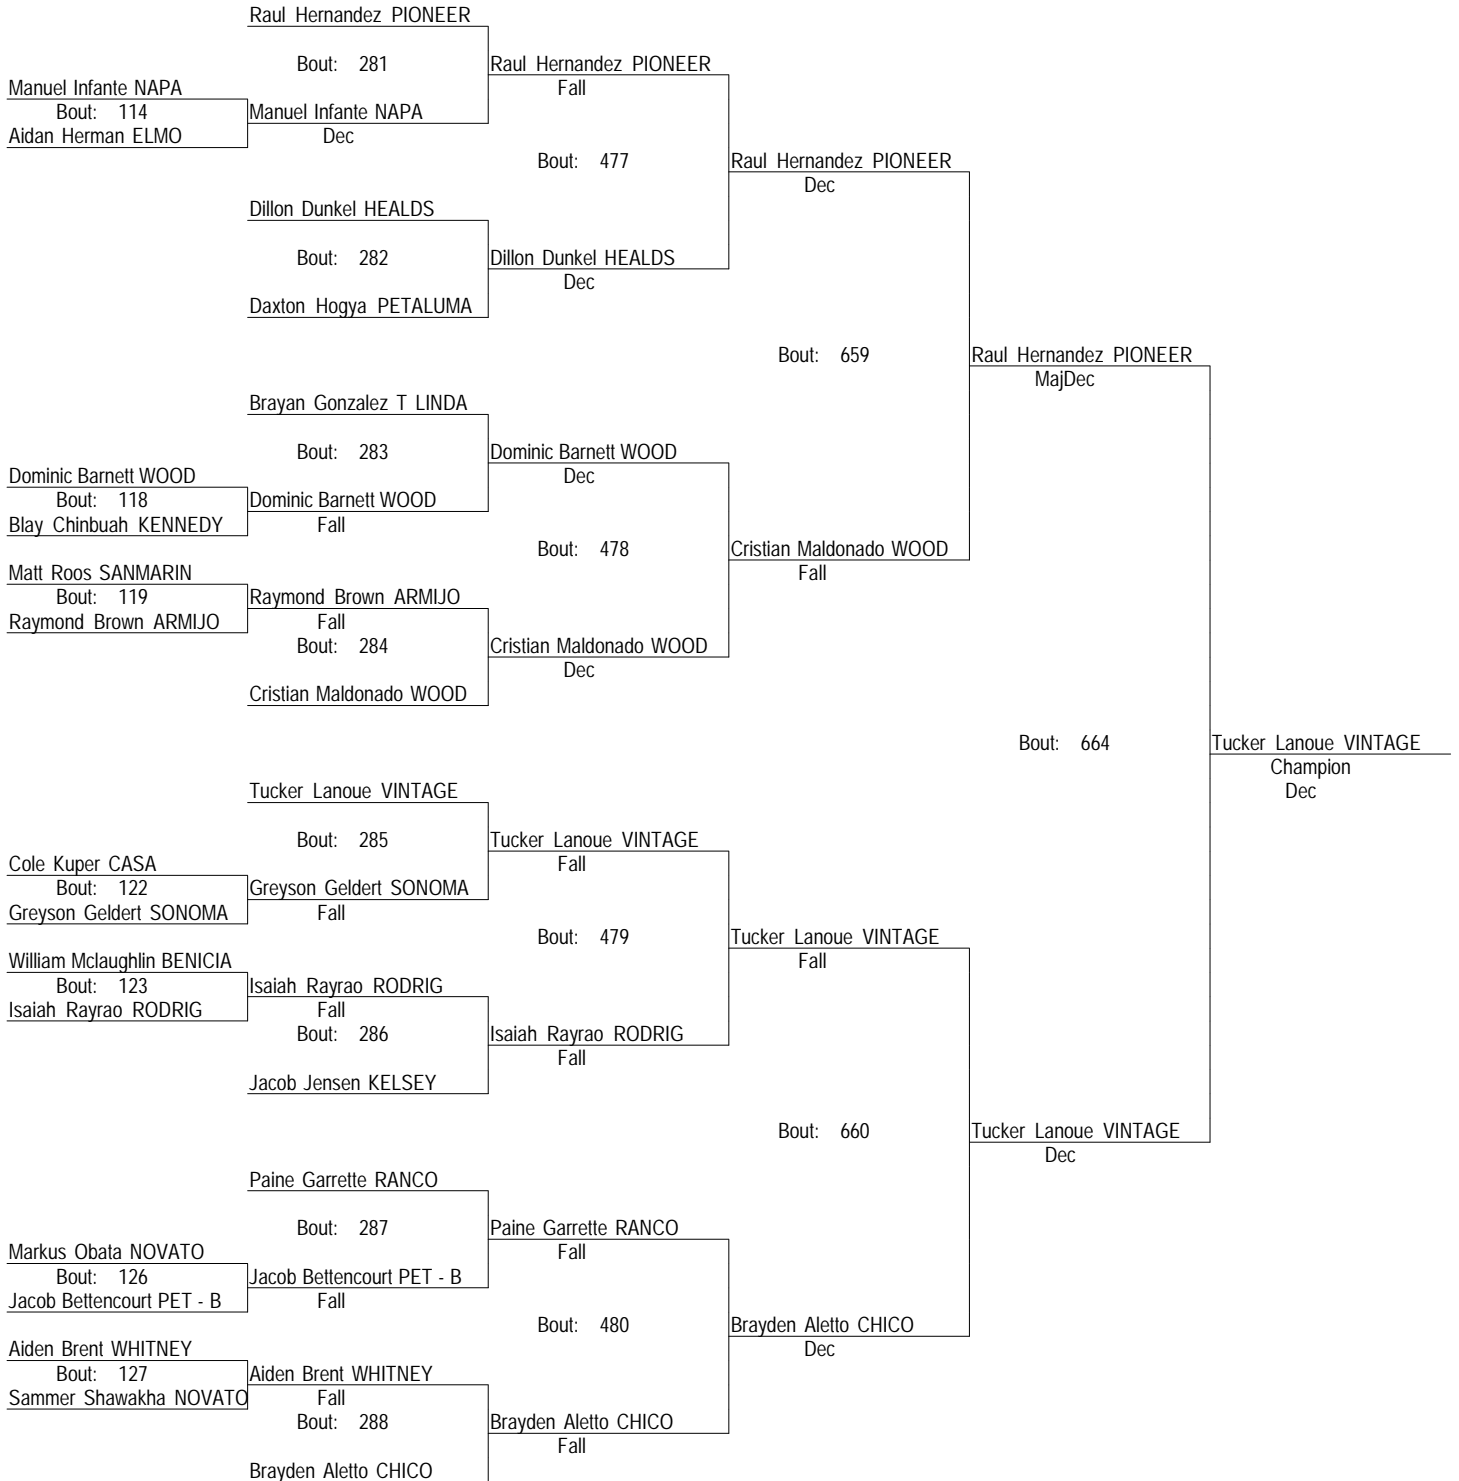 Raul Hernandez PIONEER
Bout: 281
Raul Hernandez PIONEER
Fall
Manuel Infante NAPA
Bout: 114
Manuel Infante NAPA
Aidan Herman ELMO
Dec
Bout: 477
Raul Hernandez PIONEER
Dec
Dillon Dunkel HEALDS
Bout: 282
Dillon Dunkel HEALDS
Dec
Daxton Hogya PETALUMA
Bout: 659
Raul Hernandez PIONEER
MajDec
Brayan Gonzalez T LINDA
Bout: 283
Dominic Barnett WOOD
Dec
Dominic Barnett WOOD
Bout: 118
Dominic Barnett WOOD
Blay Chinbuah KENNEDY
Fall
Bout: 478
Cristian Maldonado WOOD
Fall
Matt Roos SANMARIN
Bout: 119
Raymond Brown ARMIJO
Raymond Brown ARMIJO
Fall
Bout: 284
Cristian Maldonado WOOD
Dec
Cristian Maldonado WOOD
Bout: 664
Tucker Lanoue VINTAGE
Champion
Dec
Tucker Lanoue VINTAGE
Bout: 285
Tucker Lanoue VINTAGE
Fall
Cole Kuper CASA
Bout: 122
Greyson Geldert SONOMA
Greyson Geldert SONOMA
Fall
Bout: 479
Tucker Lanoue VINTAGE
Fall
William Mclaughlin BENICIA
Bout: 123
Isaiah Rayrao RODRIG
Isaiah Rayrao RODRIG
Fall
Bout: 286
Isaiah Rayrao RODRIG
Fall
Jacob Jensen KELSEY
Bout: 660
Tucker Lanoue VINTAGE
Dec
Paine Garrette RANCO
Bout: 287
Paine Garrette RANCO
Fall
Markus Obata NOVATO
Bout: 126
Jacob Bettencourt PET - B
Jacob Bettencourt PET - B
Fall
Bout: 480
Brayden Aletto CHICO
Dec
Aiden Brent WHITNEY
Bout: 127
Aiden Brent WHITNEY
Sammer Shawakha NOVATO
Fall
Bout: 288
Brayden Aletto CHICO
Fall
Brayden Aletto CHICO